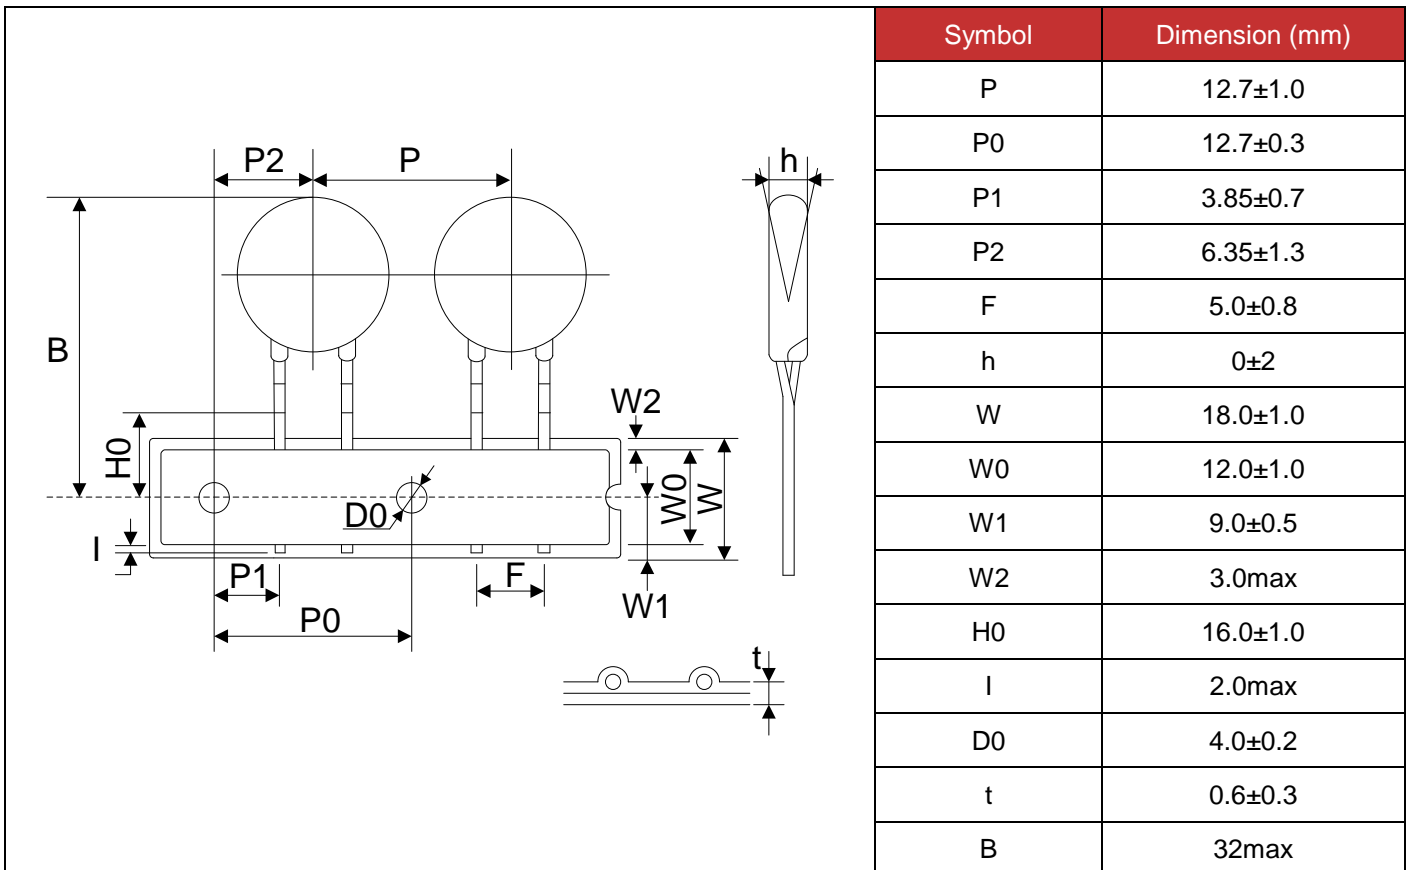 P2 P h
B
H0
W2
W0
W
D0
I
P1 F W1
P0
t
Symbol Dimension (mm)
P 12.7±1.0
P0 12.7±0.3
P1 3.85±0.7
P2 6.35±1.3
F 5.0±0.8
h 0±2
W 18.0±1.0
W0 12.0±1.0
W1 9.0±0.5
W2 3.0max
H0 16.0±1.0
I 2.0max
D0 4.0±0.2
t 0.6±0.3
B 32max